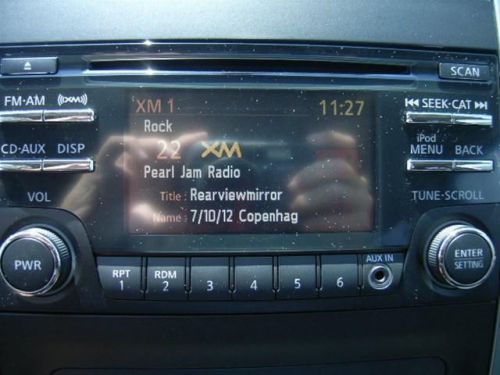 SCAN
FM·AM XM
XM 1 11:27
SEEK·CAT
Rock
CD·AUX DISP
22 XM
iPod
MENU BACK
Pearl Jam Radio
VOL
Title : Rearviewmirror
TUNE·SCROLL
Name : 7/10/12 Copenhag
PWR
ENTER
SETTING
AUX IN
RPT RDM
1 2 3 4 5 6